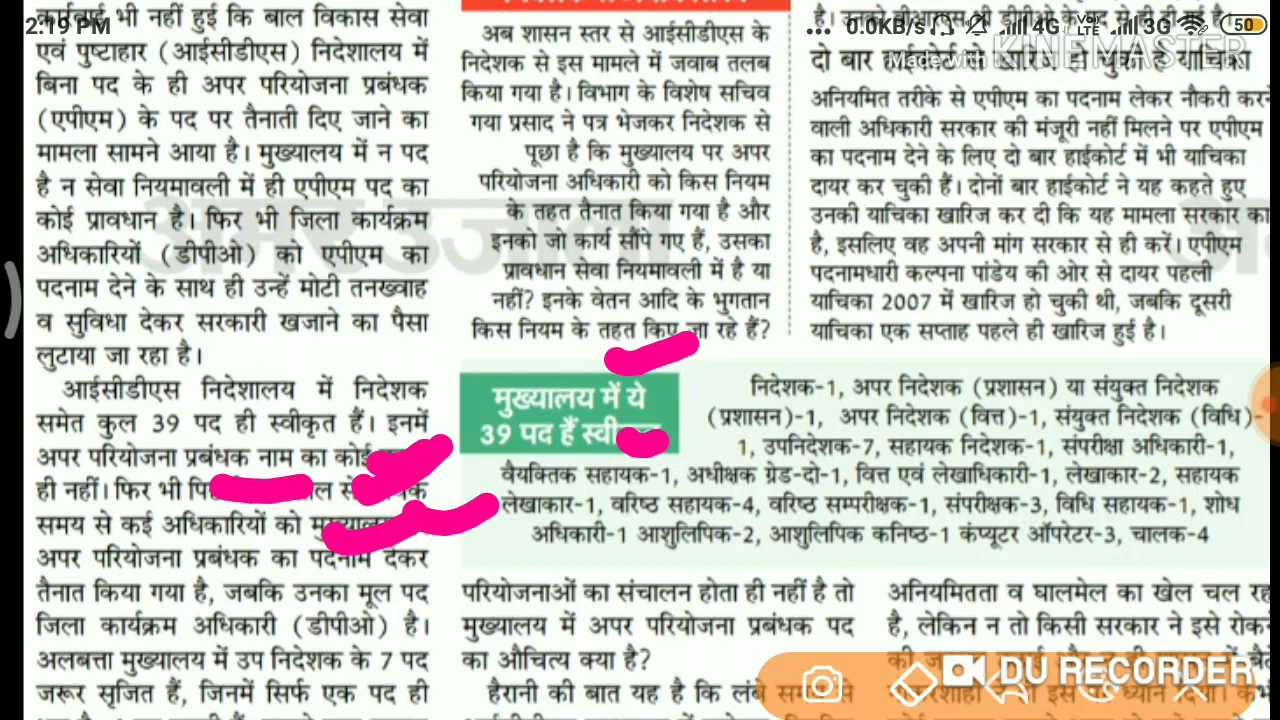 2:19 PM
... 0.0KB/s 4G VoLTE 3G 50
Made with KINEMASTER
भी नहीं हुई कि बाल विकास सेवा
एवं पुष्टाहार (आईसीडीएस) निदेशालय में
बिना पद के ही अपर परियोजना प्रबंधक
(एपीएम) के पद पर तैनाती दिए जाने का
मामला सामने आया है। मुख्यालय में न पद
है न सेवा नियमावली में ही एपीएम पद का
कोई प्रावधान है। फिर भी जिला कार्यक्रम
अधिकारियों (डीपीओ) को एपीएम का
पदनाम देने के साथ ही उन्हें मोटी तनख्वाह
व सुविधा देकर सरकारी खजाने का पैसा
लुटाया जा रहा है।
आईसीडीएस निदेशालय में निदेशक
समेत कुल 39 पद ही स्वीकृत हैं। इनमें
अपर परियोजना प्रबंधक नाम का कोई
ही नहीं। फिर भी
समय से कई अधिकारियों को
अपर परियोजना प्रबंधक का पदनाम देकर
तैनात किया गया है, जबकि उनका मूल पद
जिला कार्यक्रम अधिकारी (डीपीओ) है।
अलबत्ता मुख्यालय में उप निदेशक के 7 पद
जरूर सृजित हैं, जिनमें सिर्फ एक पद ही
अब शासन स्तर से आईसीडीएस के
निदेशक से इस मामले में जवाब तलब
किया गया है। विभाग के विशेष सचिव
गया प्रसाद ने पत्र भेजकर निदेशक से
पूछा है कि मुख्यालय पर अपर
परियोजना अधिकारी को किस नियम
के तहत तैनात किया गया है और
इनको जो कार्य सौंपे गए हैं, उसका
प्रावधान सेवा नियमावली में है या
नहीं? इनके वेतन आदि के भुगतान
किस नियम के तहत किए जा रहे हैं?
दो बार हाईकोर्ट से खारिज हो चुकी है याचिका
अनियमित तरीके से एपीएम का पदनाम लेकर नौकरी करन
वाली अधिकारी सरकार की मंजूरी नहीं मिलने पर एपीएम
का पदनाम देने के लिए दो बार हाईकोर्ट में भी याचिका
दायर कर चुकी हैं। दोनों बार हाईकोर्ट ने यह कहते हुए
उनकी याचिका खारिज कर दी कि यह मामला सरकार का
है, इसलिए वह अपनी मांग सरकार से ही करें। एपीएम
पदनामधारी कल्पना पांडेय की ओर से दायर पहली
याचिका 2007 में खारिज हो चुकी थी, जबकि दूसरी
याचिका एक सप्ताह पहले ही खारिज हुई है।
अमर उजाला
मुख्यालय में ये
39 पद हैं
निदेशक-1, अपर निदेशक (प्रशासन) या संयुक्त निदेशक
(प्रशासन)-1, अपर निदेशक (वित्त)-1, संयुक्त निदेशक (विधि)-
1, उपनिदेशक-7, सहायक निदेशक-1, संपरीक्षा अधिकारी-1,
वैयक्तिक सहायक-1, अधीक्षक ग्रेड-दो-1, वित्त एवं लेखाधिकारी-1, लेखाकार-2, सहायक
लेखाकार-1, वरिष्ठ सहायक-4, वरिष्ठ सम्परीक्षक-1, संपरीक्षक-3, विधि सहायक-1, शोध
अधिकारी-1 आशुलिपिक-2, आशुलिपिक कनिष्ठ-1 कंप्यूटर ऑपरेटर-3, चालक-4
परियोजनाओं का संचालन होता ही नहीं है तो
मुख्यालय में अपर परियोजना प्रबंधक पद
का औचित्य क्या है?
हैरानी की बात यह है कि लंबे
अनियमितता व घालमेल का खेल चल रह
है, लेकिन न तो किसी सरकार ने इसे रोकन
DU RECORDER